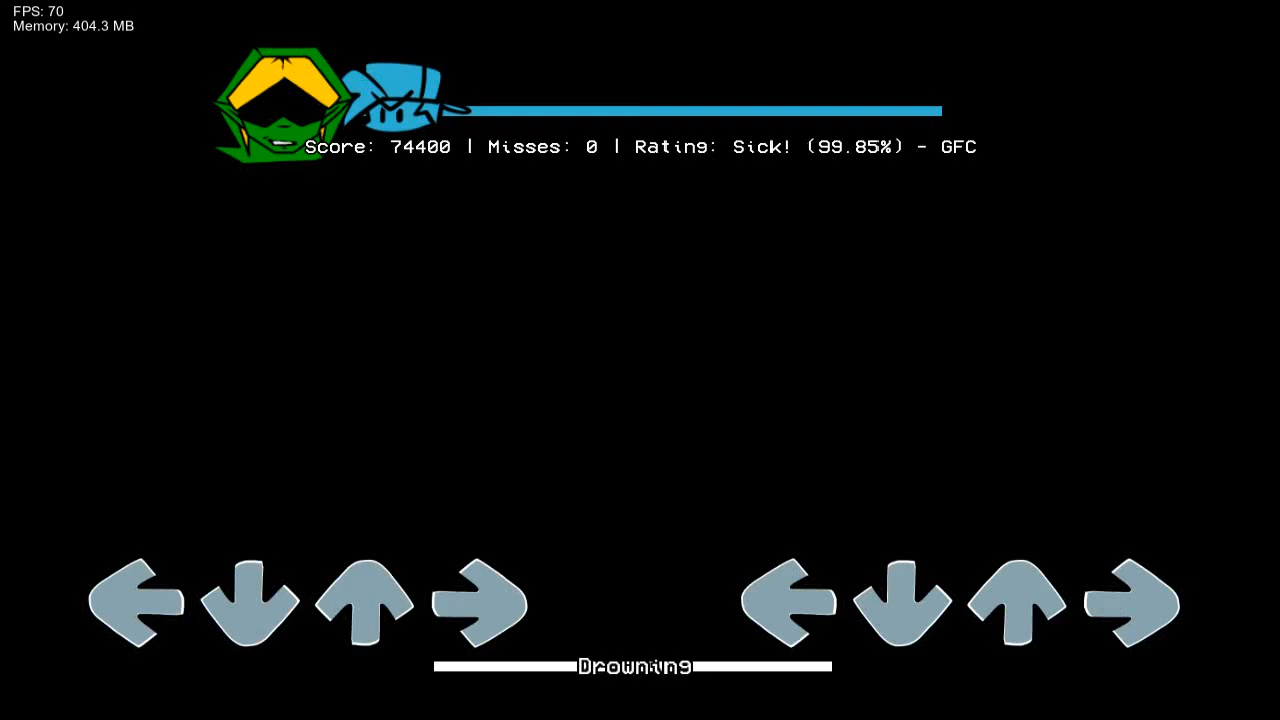 FPS: 70
Memory: 404.3 MB
Score: 74400 | Misses: 0 | Rating: Sick! (99.85%) - GFC
Drowning